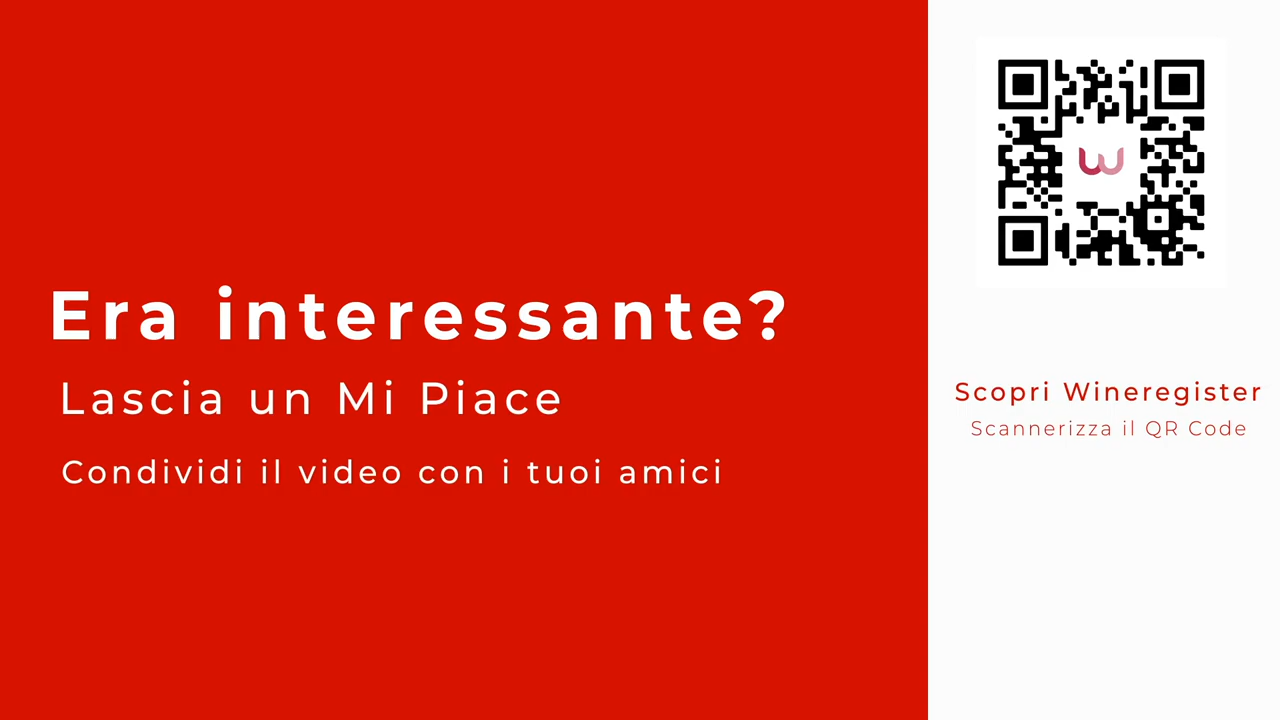 Era interessante?
Lascia un Mi Piace
Condividi il video con i tuoi amici
Scopri Wineregister
Scannerizza il QR Code